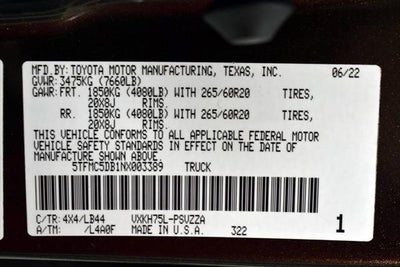 MFD.BY: TOYOTA MOTOR MANUFACTURING, TEXAS, INC. 06/22
GVWR: 3475KG (7660LB)
GAWR: FRT. 1850KG (4080LB) WITH 265/60R20 TIRES,
20X8J RIMS.
RR. 1850KG (4080LB) WITH 265/60R20 TIRES,
20X8J RIMS.
THIS VEHICLE CONFORMS TO ALL APPLICABLE FEDERAL MOTOR
VEHICLE SAFETY STANDARDS IN EFFECT ON THE DATE OF
MANUFACTURE SHOWN ABOVE.
5TFMC5DB1NX003389 TRUCK
C/TR: 4X4/LB44 VXKH75L-PSVZZA
A/TM: /L4A0F MADE IN U.S.A. 322 1